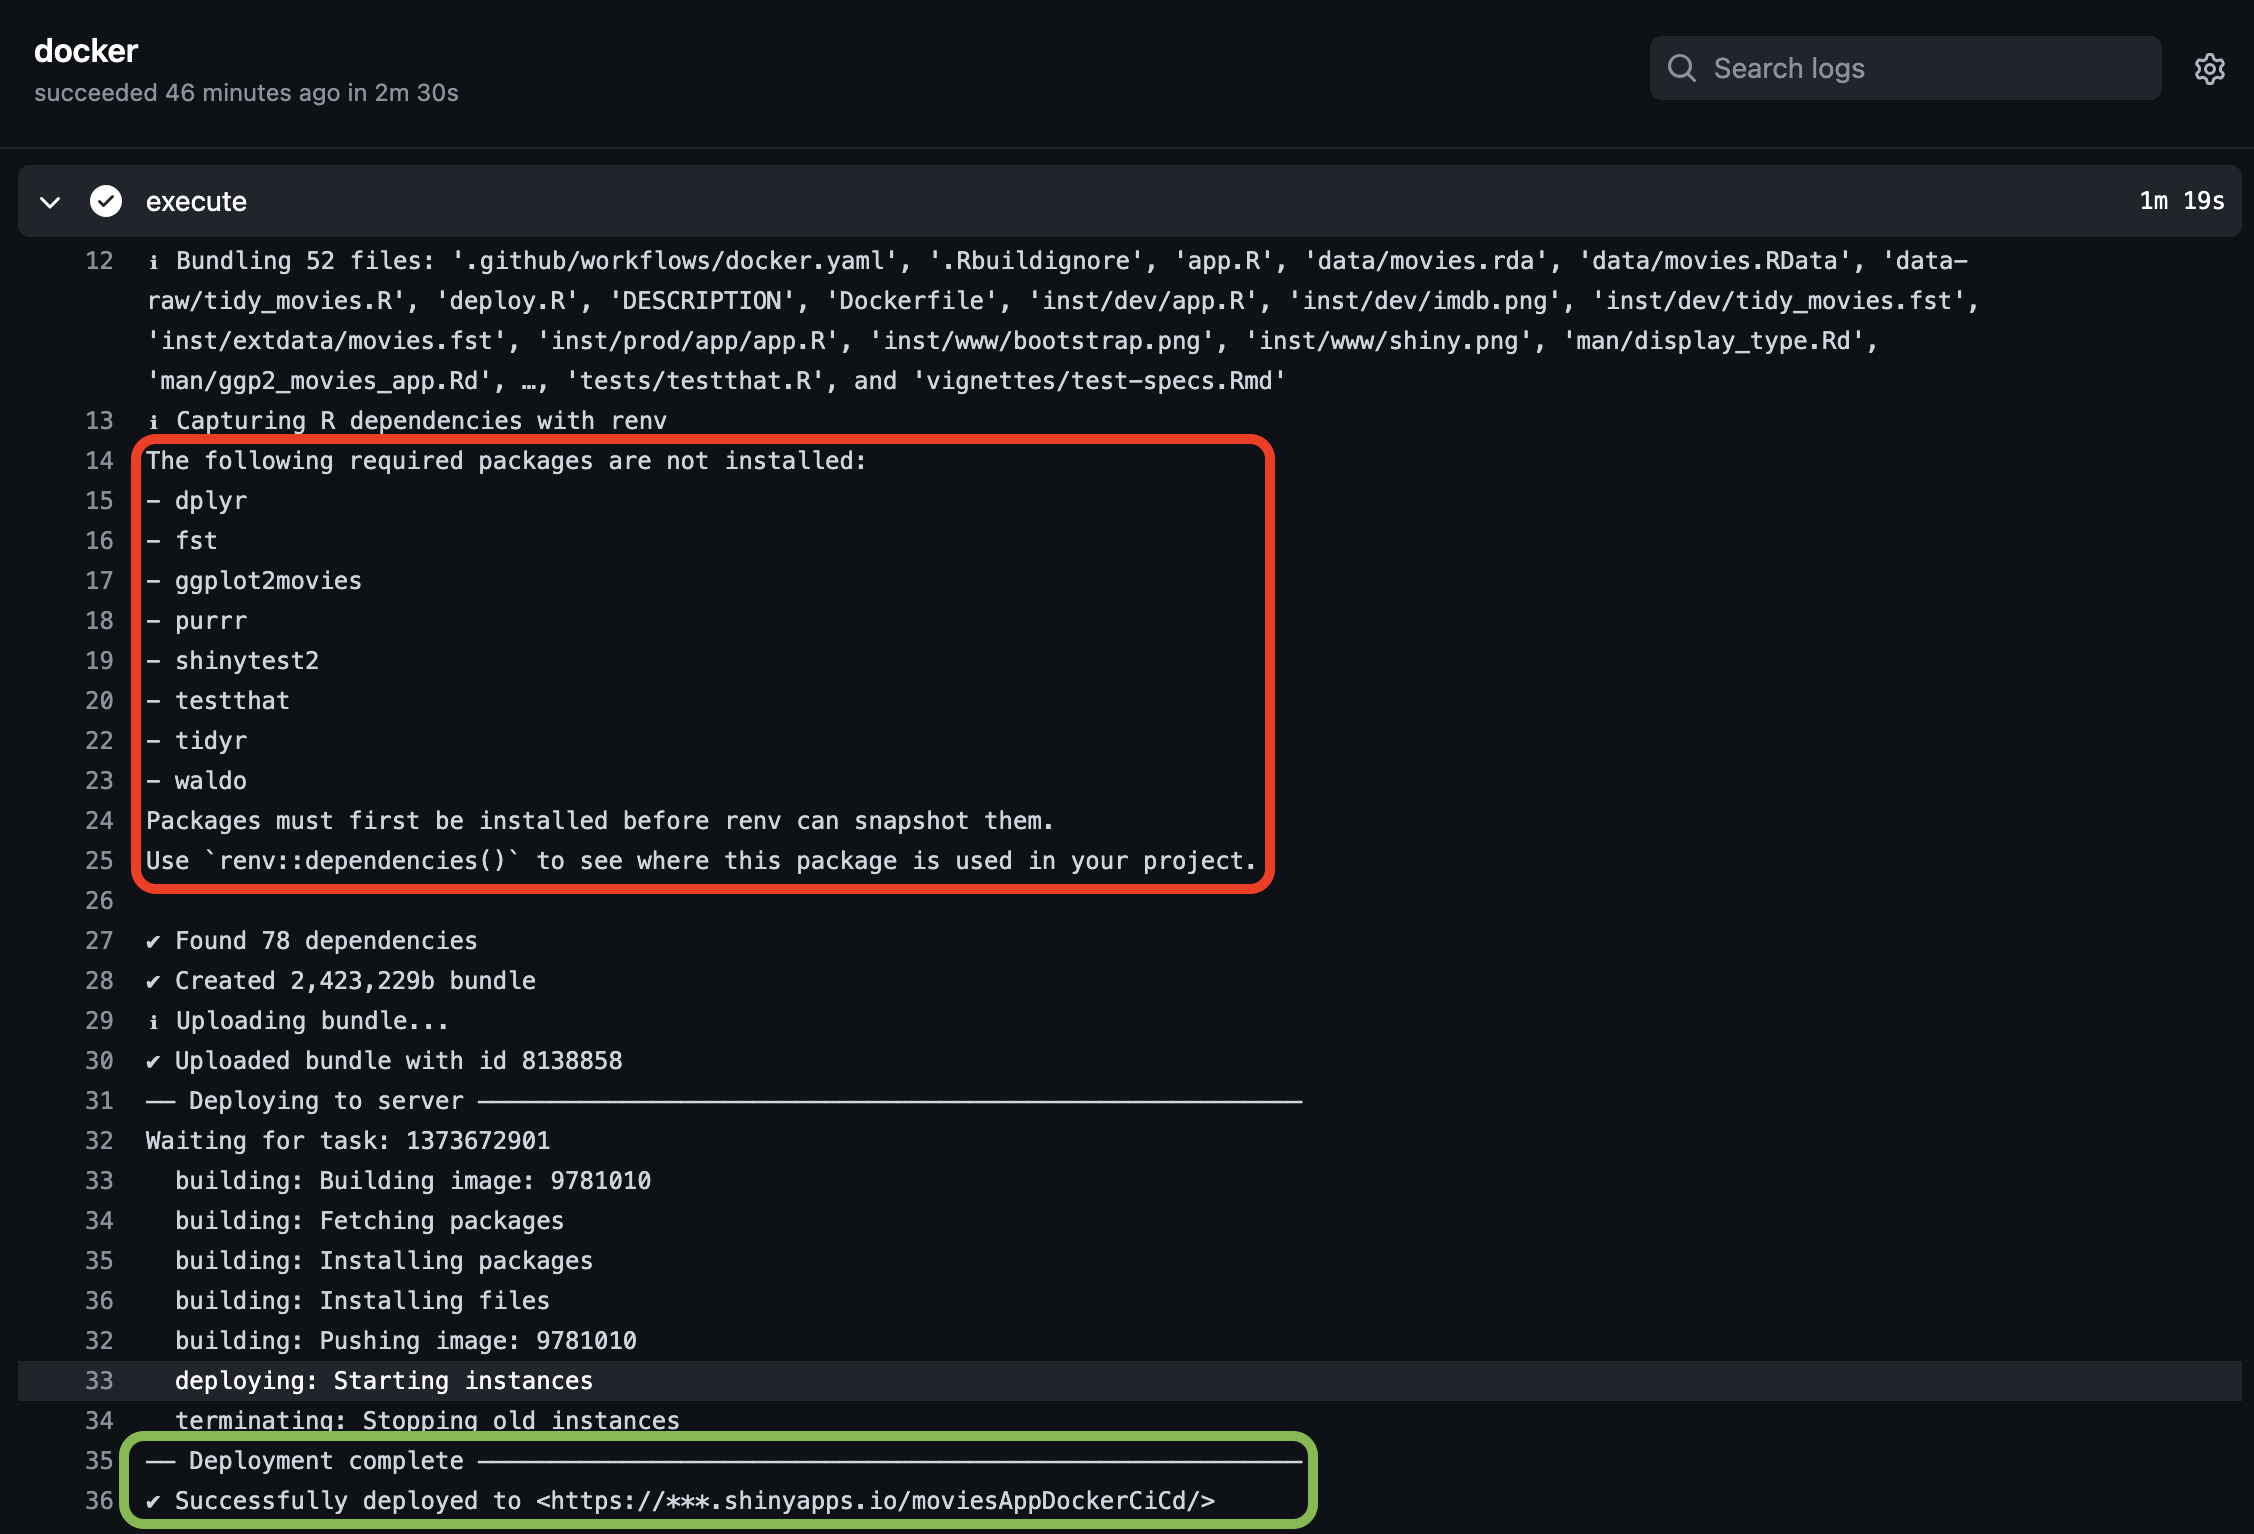 docker
succeeded 46 minutes ago in 2m 30s
Search logs
execute
1m 19s
12 ℹ Bundling 52 files: '.github/workflows/docker.yaml', '.Rbuildignore', 'app.R', 'data/movies.rda', 'data/movies.RData', 'data-
raw/tidy_movies.R', 'deploy.R', 'DESCRIPTION', 'Dockerfile', 'inst/dev/app.R', 'inst/dev/imdb.png', 'inst/dev/tidy_movies.fst',
'inst/extdata/movies.fst', 'inst/prod/app/app.R', 'inst/www/bootstrap.png', 'inst/www/shiny.png', 'man/display_type.Rd',
'man/ggp2_movies_app.Rd', …, 'tests/testthat.R', and 'vignettes/test-specs.Rmd'
13 ℹ Capturing R dependencies with renv
14 The following required packages are not installed:
15 - dplyr
16 - fst
17 - ggplot2movies
18 - purrr
19 - shinytest2
20 - testthat
22 - tidyr
23 - waldo
24 Packages must first be installed before renv can snapshot them.
25 Use `renv::dependencies()` to see where this package is used in your project.
26
27 ✔ Found 78 dependencies
28 ✔ Created 2,423,229b bundle
29 ℹ Uploading bundle...
30 ✔ Uploaded bundle with id 8138858
31 —— Deploying to server ————————————————————
32 Waiting for task: 1373672901
33 building: Building image: 9781010
34 building: Fetching packages
35 building: Installing packages
36 building: Installing files
32 building: Pushing image: 9781010
33 deploying: Starting instances
34 terminating: Stopping old instances
35 —— Deployment complete ————————————————————
36 ✔ Successfully deployed to <https://***.shinyapps.io/moviesAppDockerCiCd/>